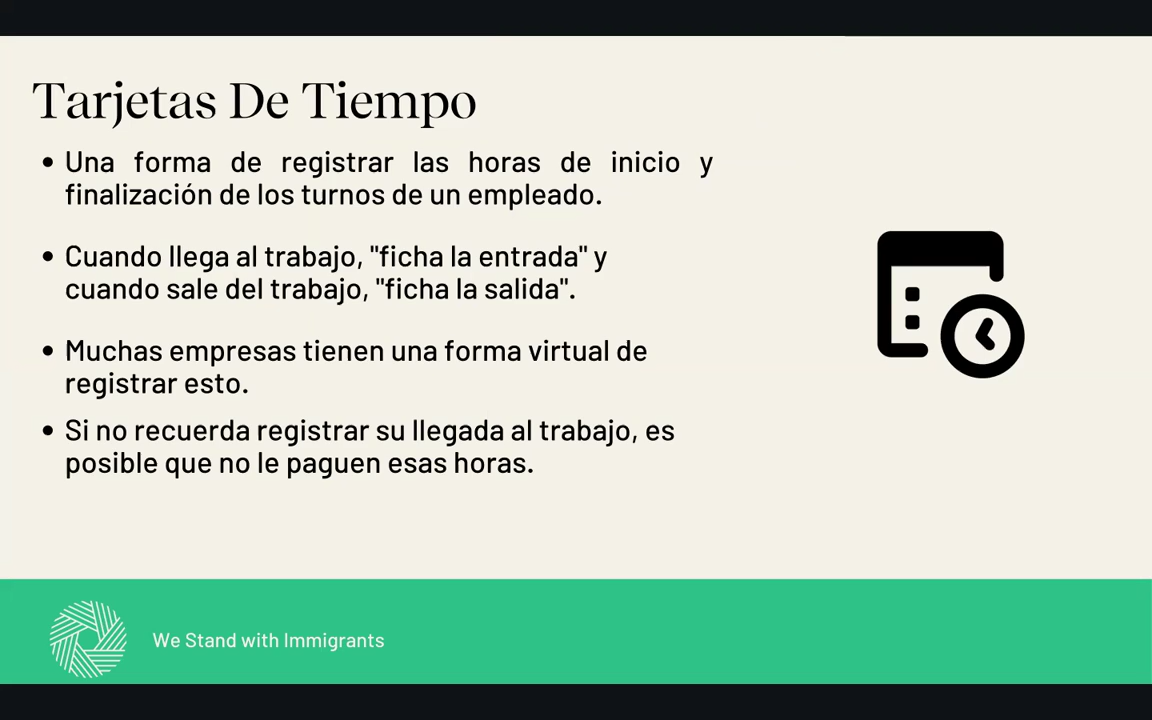 Tarjetas De Tiempo
• Una forma de registrar las horas de inicio y
finalización de los turnos de un empleado.
• Cuando llega al trabajo, "ficha la entrada" y
cuando sale del trabajo, "ficha la salida".
• Muchas empresas tienen una forma virtual de
registrar esto.
• Si no recuerda registrar su llegada al trabajo, es
posible que no le paguen esas horas.
We Stand with Immigrants